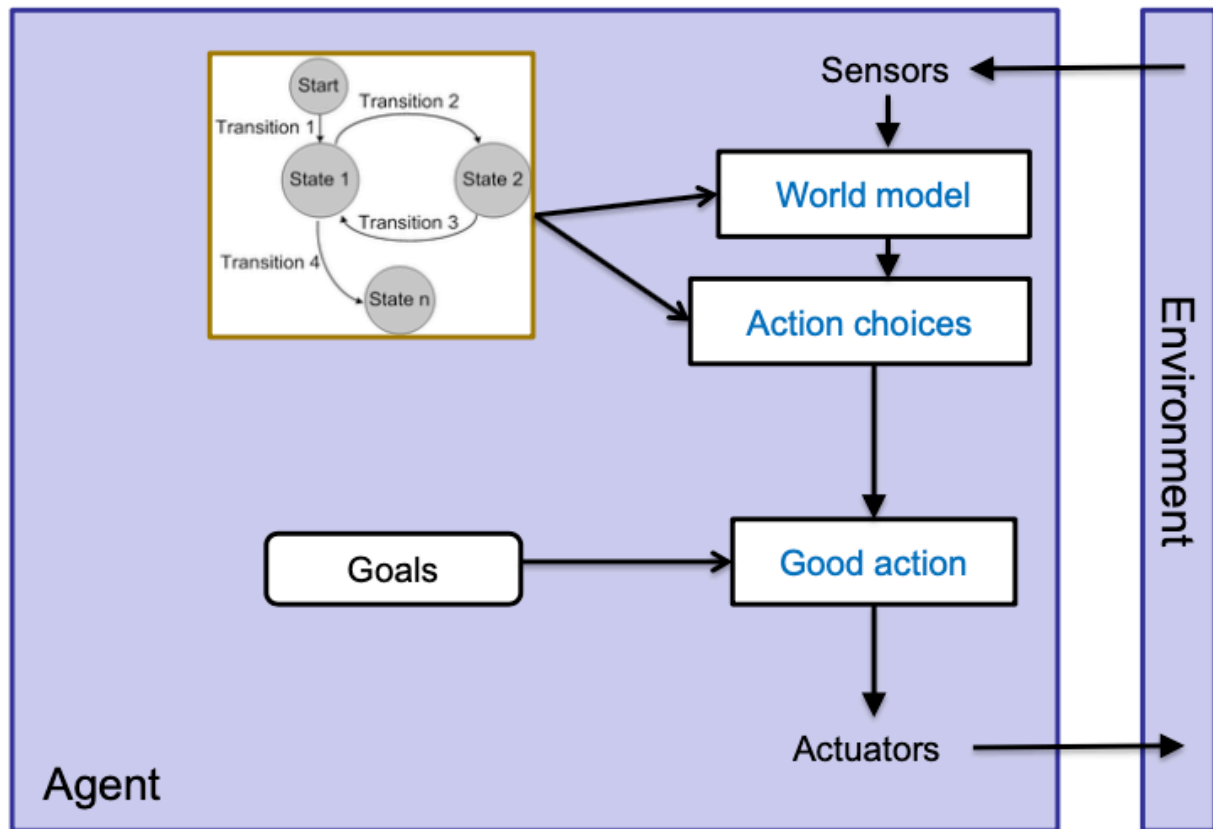 Start
Transition 2
Transition 1
State 1
State 2
Transition 3
Transition 4
State n
Sensors
World model
Action choices
Goals
Good action
Actuators
Agent
Environment